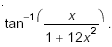 tan⁻¹(x / (1 + 12x²)).